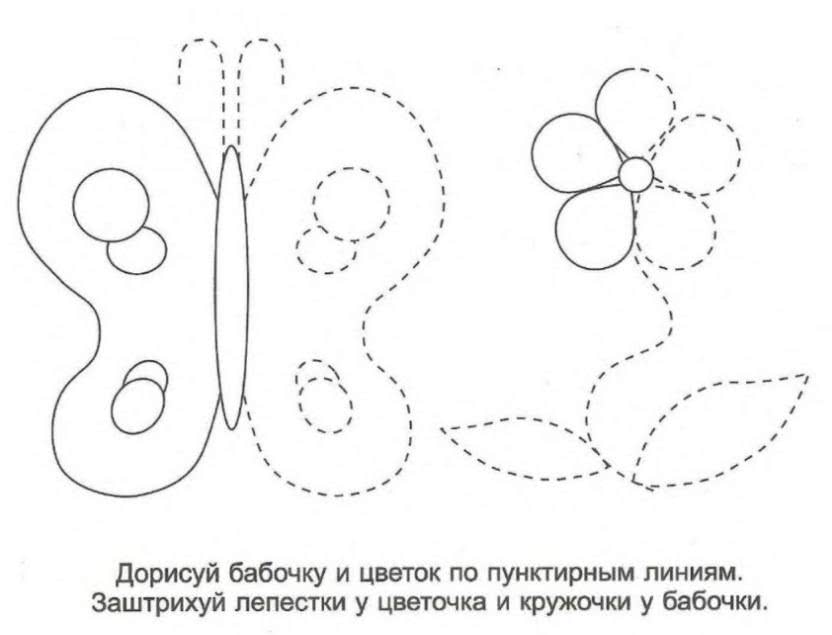 Дорисуй бабочку и цветок по пунктирным линиям.
Заштрихуй лепестки у цветочка и кружочки у бабочки.